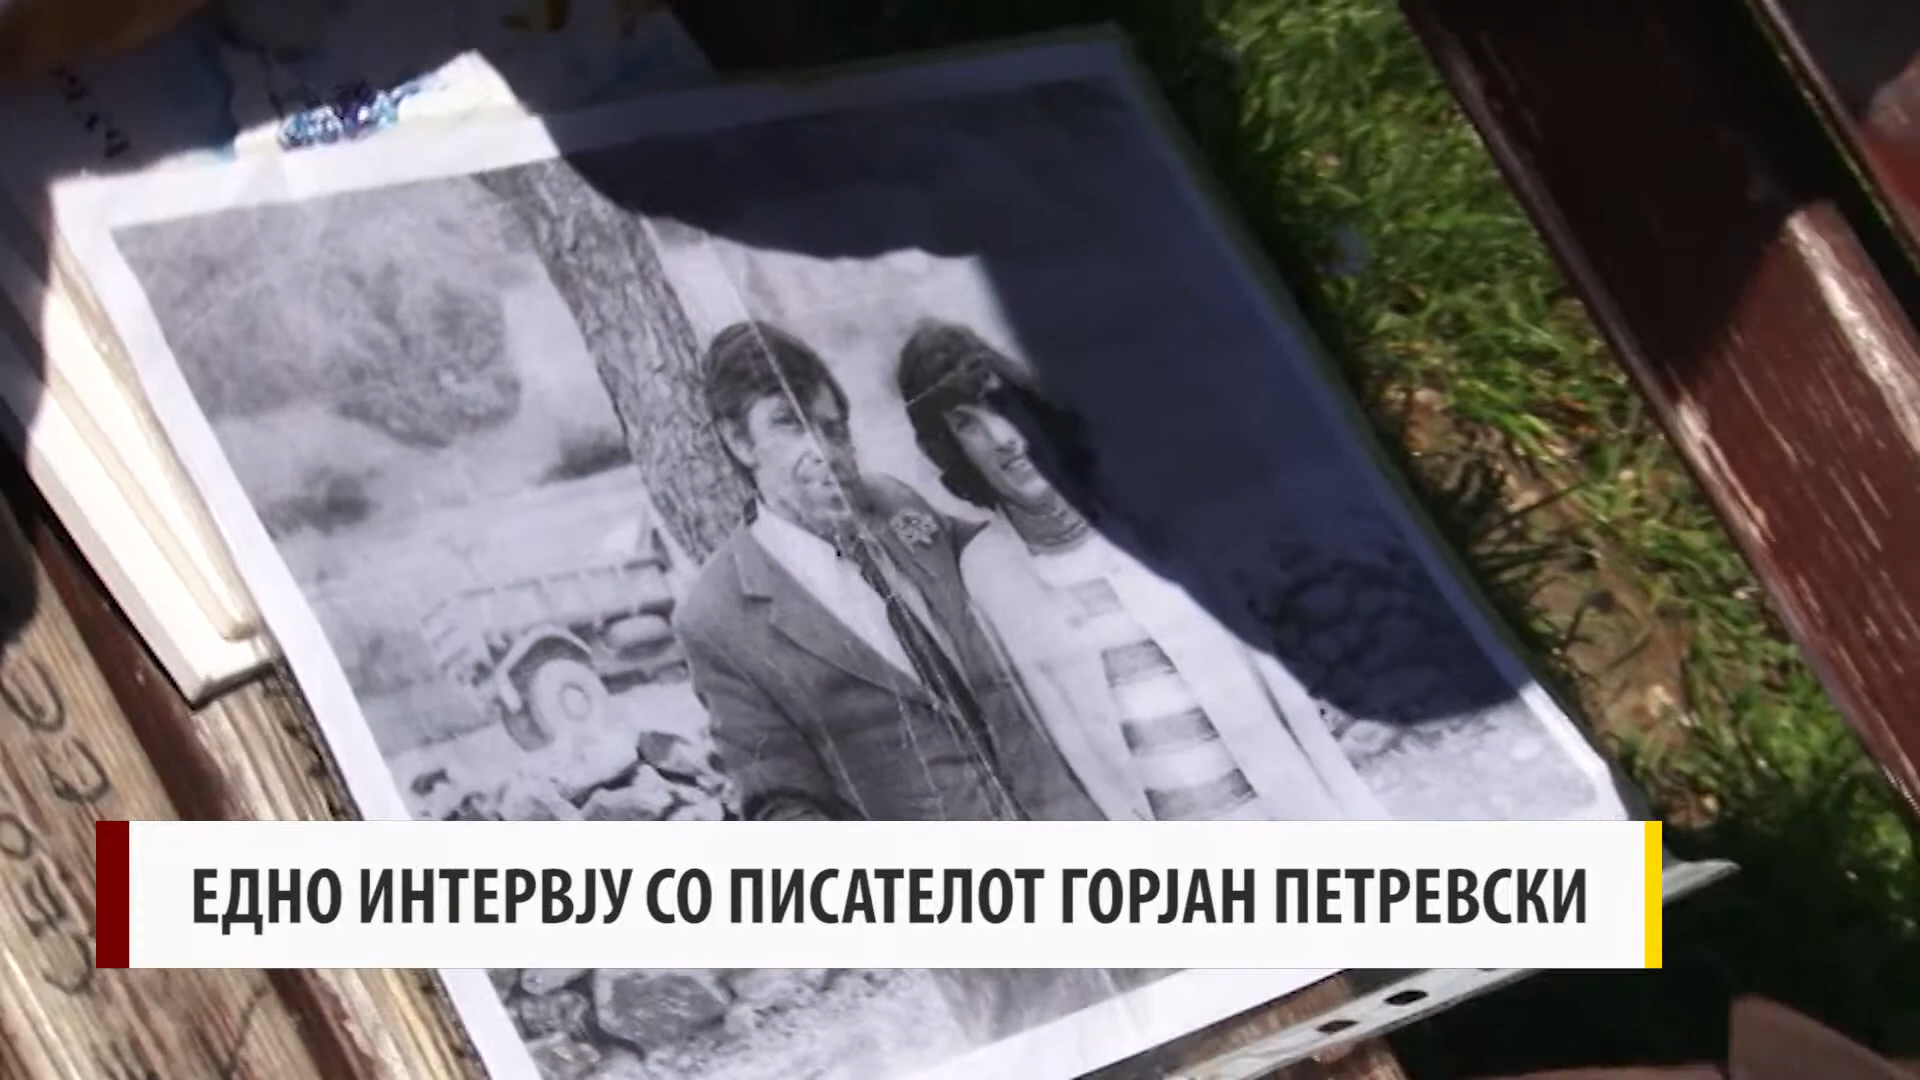 ЕДНО ИНТЕРВЈУ СО ПИСАТЕЛОТ ГОРЈАН ПЕТРЕВСКИ